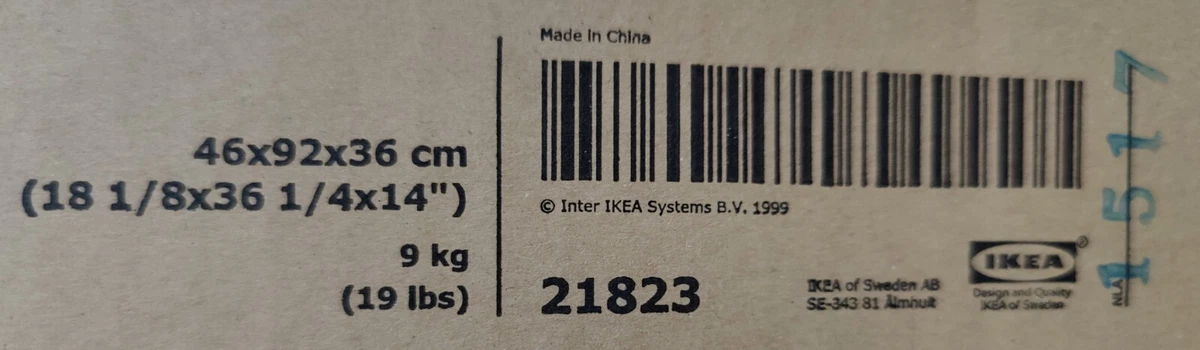 46x92x36 cm
(18 1/8x36 1/4x14")
9 kg
(19 lbs)
Made in China
© Inter IKEA Systems B.V. 1999
21823
IKEA of Sweden AB
SE-343 81 Älmhult
IKEA®
Design and Quality
IKEA of Sweden
NLA
1517